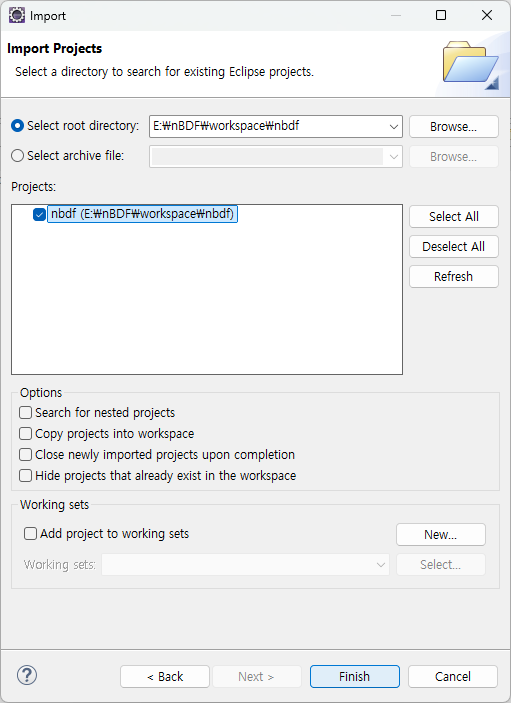 Import
Import Projects
Select a directory to search for existing Eclipse projects.
Select root directory: E:₩nBDF₩workspace₩nbdf Browse...
Select archive file: Browse...
Projects:
nbdf (E:₩nBDF₩workspace₩nbdf)
Select All
Deselect All
Refresh
Options
Search for nested projects
Copy projects into workspace
Close newly imported projects upon completion
Hide projects that already exist in the workspace
Working sets
Add project to working sets New...
Working sets: Select...
? < Back Next > Finish Cancel